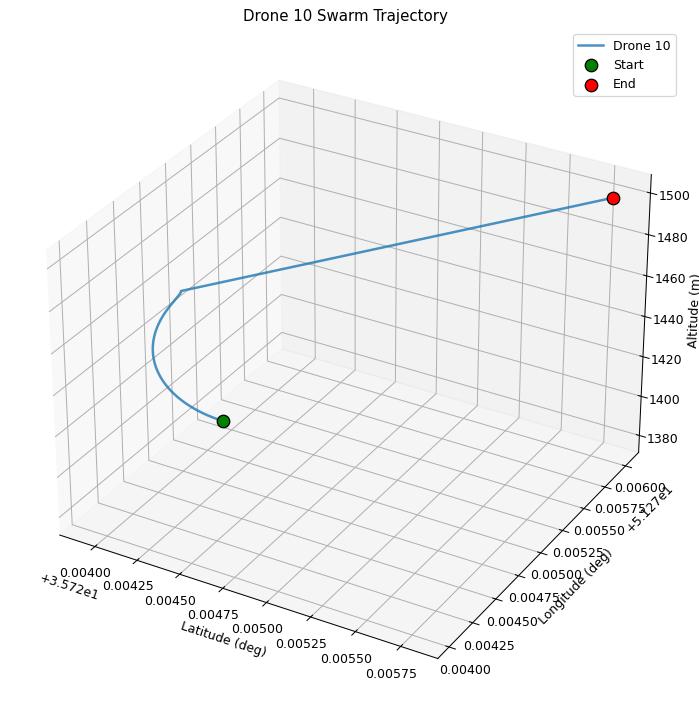 Drone 10 Swarm Trajectory
Drone 10
Start
End
1500
1480
1460
1440
1420
1400
1380
Altitude (m)
0.00600
0.00575
0.00550
0.00525
0.00500
0.00475
0.00450
0.00425
0.00400
+5.127e1
Longitude (deg)
0.00400
0.00425
0.00450
0.00475
0.00500
0.00525
0.00550
0.00575
+3.572e1
Latitude (deg)